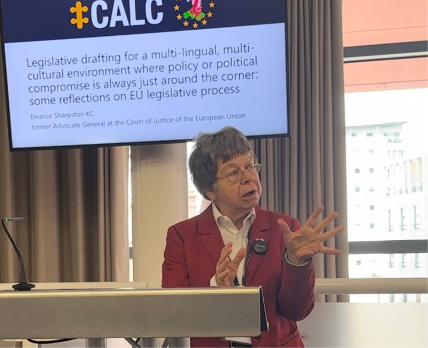 CALC
Legislative drafting for a multi-lingual, multi-
cultural environment where policy or political
compromise is always just around the corner:
some reflections on EU legislative process
Eleanor Sharpston KC
former Advocate General at the Court of Justice of the European Union